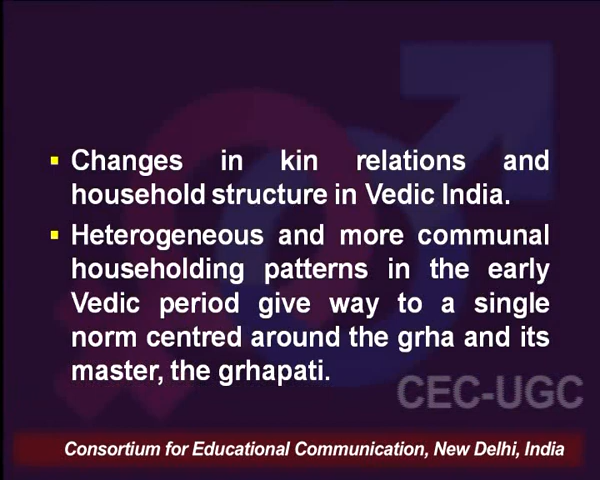 ▪ Changes in kin relations and
household structure in Vedic India.
▪ Heterogeneous and more communal
householding patterns in the early
Vedic period give way to a single
norm centred around the grha and its
master, the grhapati.
CEC-UGC
Consortium for Educational Communication, New Delhi, India